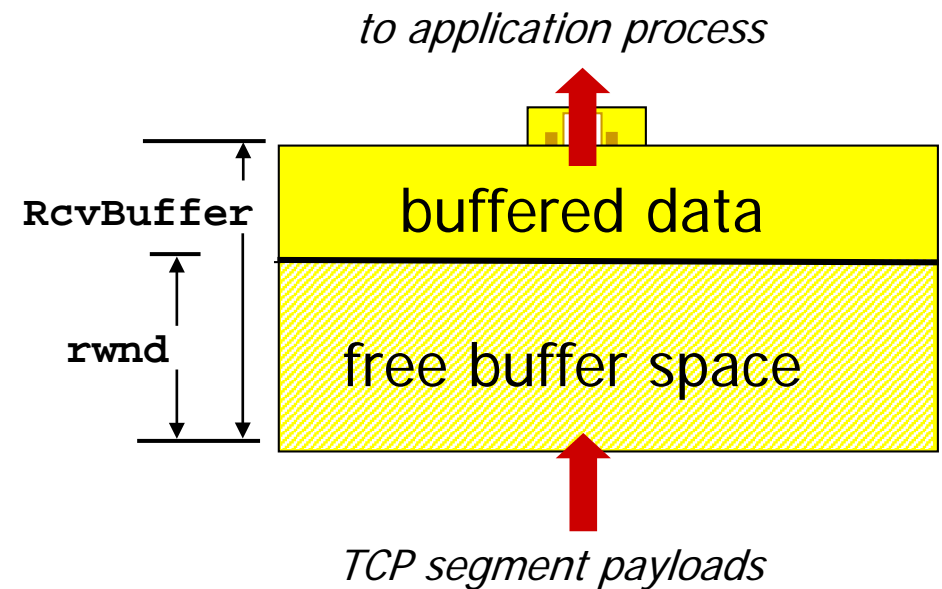 to application process
RcvBuffer
buffered data
rwnd
free buffer space
TCP segment payloads